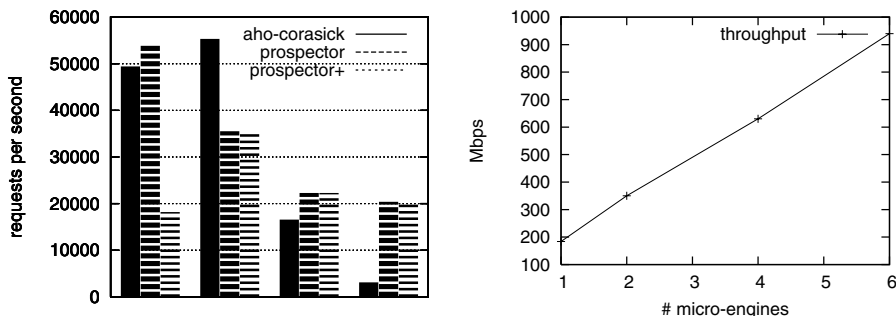 60000
50000
40000
30000
20000
10000
0
requests per second
aho-corasick
prospector
prospector+
1000
900
800
700
600
500
400
300
200
100
Mbps
throughput
1 2 3 4 5 6
# micro-engines